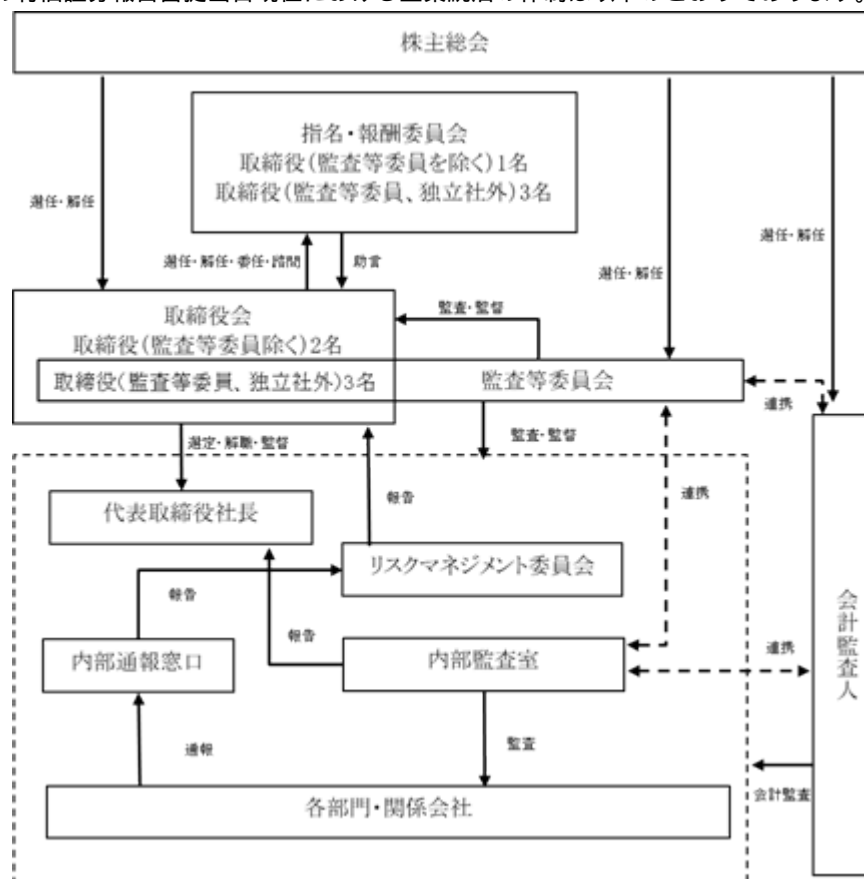 株主総会
指名・報酬委員会
取締役(監査等委員を除く)1名
取締役(監査等委員、独立社外)3名
選任・解任
選任・解任・委任・諮問
助言
選任・解任
選任・解任
取締役会
取締役(監査等委員除く)2名
取締役(監査等委員、独立社外)3名
監査・監督
監査等委員会
連携
選定・解職・監督
監査・監督
代表取締役社長
報告
連携
リスクマネジメント委員会
報告
内部通報窓口
報告
内部監査室
連携
会計監査人
通報
監査
会計監査
各部門・関係会社